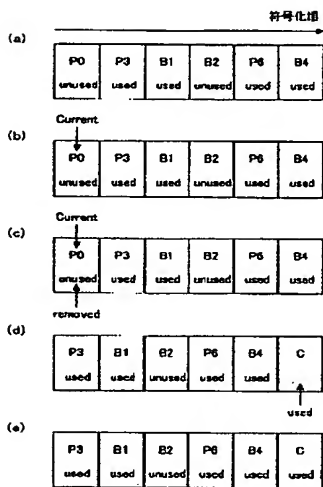 符号化順
(a)
P0 P3 B1 B2 P6 B4
unused used used unused used used
(b)
Current
P0 P3 B1 B2 P6 B4
unused used used unused used used
(c)
Current
P0 P3 B1 B2 P6 B4
unused used used unused used used
removed
(d)
P3 B1 B2 P6 B4 C
used used unused used used
used
(e)
P3 B1 B2 P6 B4 C
used used unused used used used